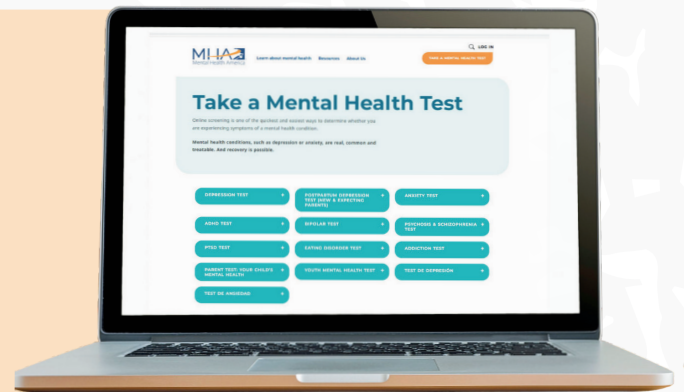 MHA
Mental Health America
Learn about mental health Resources About Us
LOG IN
TAKE A MENTAL HEALTH TEST
Take a Mental Health Test
Online screening is one of the quickest and easiest ways to determine whether you
are experiencing symptoms of a mental health condition.
Mental health conditions, such as depression or anxiety, are real, common and
treatable. And recovery is possible.
DEPRESSION TEST +
POSTPARTUM DEPRESSION +
TEST (NEW & EXPECTING
PARENTS)
ANXIETY TEST +
ADHD TEST +
BIPOLAR TEST +
PSYCHOSIS & SCHIZOPHRENIA +
TEST
PTSD TEST +
EATING DISORDER TEST +
ADDICTION TEST +
PARENT TEST: YOUR CHILD'S +
MENTAL HEALTH
YOUTH MENTAL HEALTH TEST +
TEST DE DEPRESIÓN +
TEST DE ANSIEDAD +